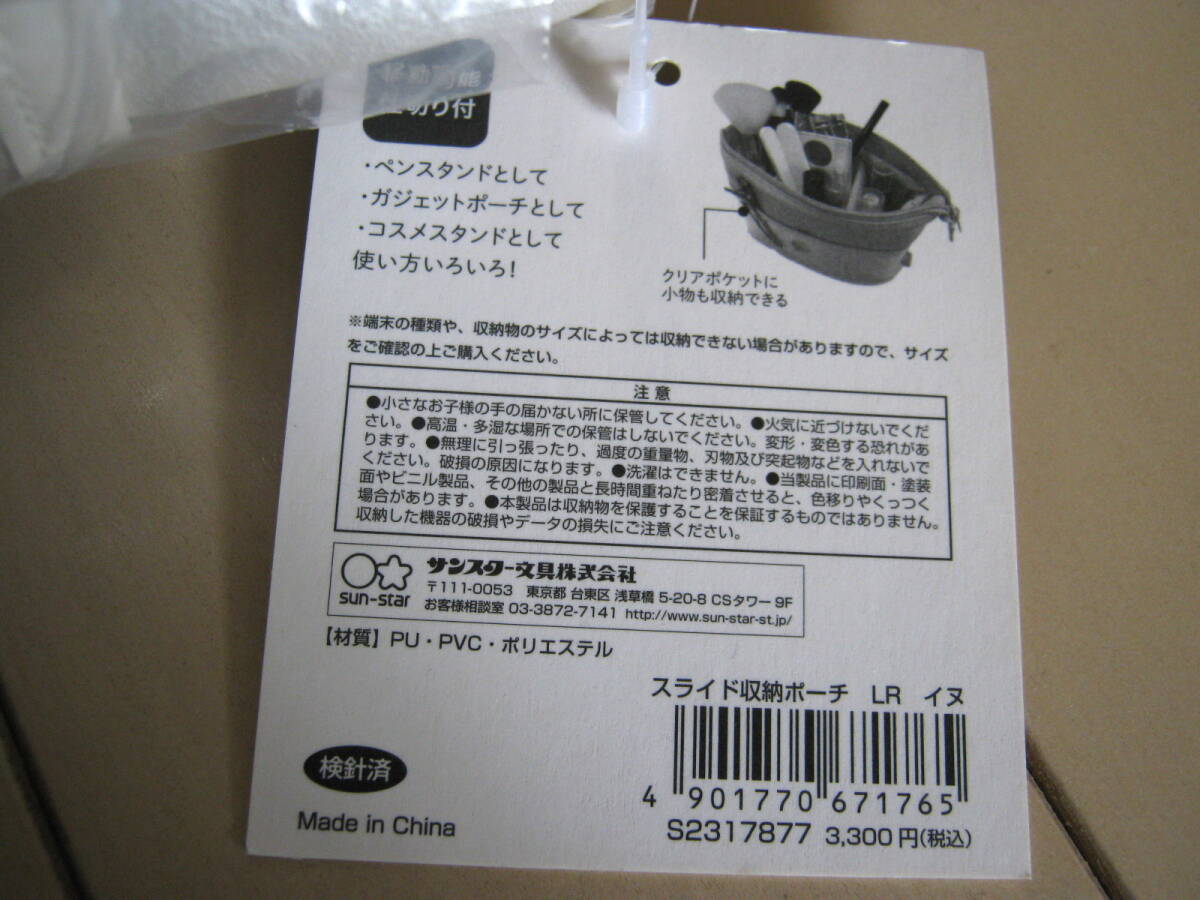 移動可能
仕切り付
・ペンスタンドとして
・ガジェットポーチとして
・コスメスタンドとして
使い方いろいろ!
クリアポケットに
小物も収納できる
※端末の種類や、収納物のサイズによっては収納できない場合がありますので、サイズ
をご確認の上ご購入ください。
注意
●小さなお子様の手の届かない所に保管してください。●火気に近づけないでくだ
さい。●高温・多湿な場所での保管はしないでください。変形・変色する恐れがあ
ります。●無理に引っ張ったり、過度の重量物、刃物及び突起物などを入れないで
ください。破損の原因になります。●洗濯はできません。●当製品に印刷面・塗装
面やビニル製品、その他の製品と長時間重ねたり密着させると、色移りやくっつく
場合があります。●本製品は収納物を保護することを保証するものではありません。
収納した機器の破損やデータの損失にご注意ください。
sun-star
サンスター文具株式会社
〒111-0053 東京都 台東区 浅草橋 5-20-8 CSタワー 9F
お客様相談室 03-3872-7141 http://www.sun-star-st.jp/
【材質】PU・PVC・ポリエステル
スライド収納ポーチ LR イヌ
4 901770 671765
S2317877 3,300円(税込)
検針済
Made in China